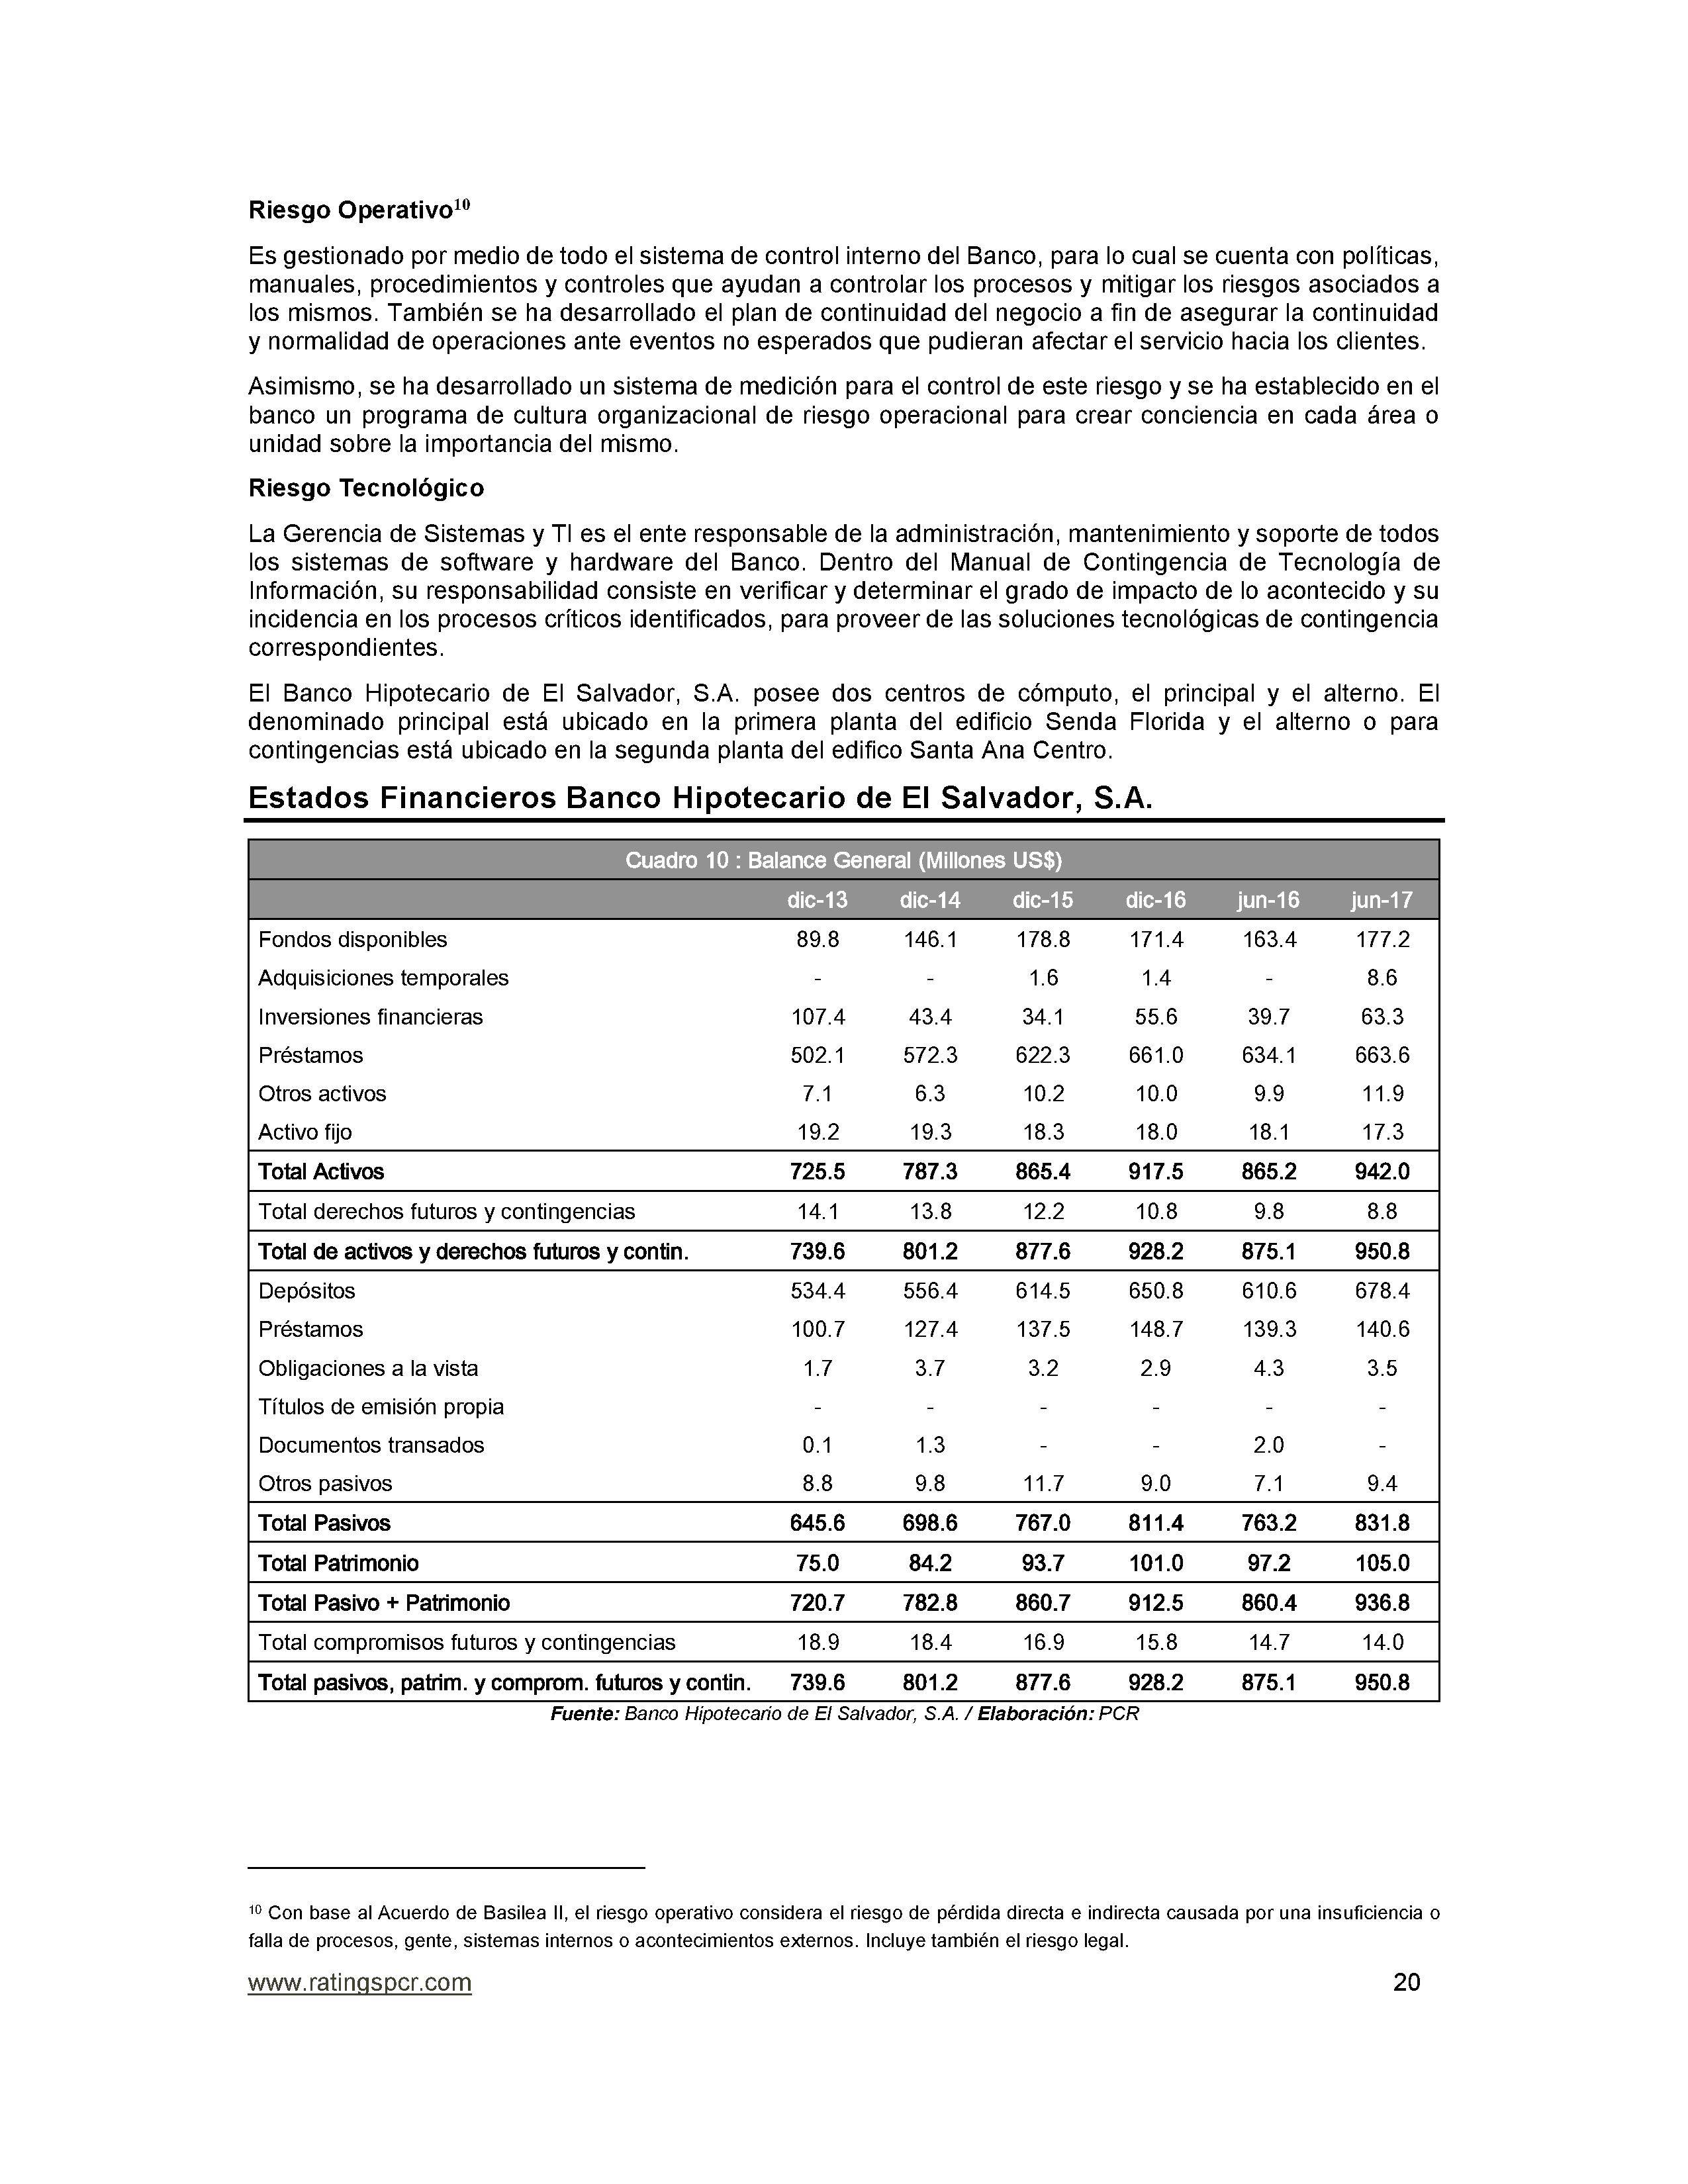 Riesgo Operativo10
Es gestionado por medio de todo el sistema de control interno del Banco, para lo cual se cuenta con políticas,
manuales, procedimientos y controles que ayudan a controlar los procesos y mitigar los riesgos asociados a
los mismos. También se ha desarrollado el plan de continuidad del negocio a fin de asegurar la continuidad
y normalidad de operaciones ante eventos no esperados que pudieran afectar el servicio hacia los clientes.
Asimismo, se ha desarrollado un sistema de medición para el control de este riesgo y se ha establecido en el
banco un programa de cultura organizacional de riesgo operacional para crear conciencia en cada área o
unidad sobre la importancia del mismo.
Riesgo Tecnológico
La Gerencia de Sistemas y TI es el ente responsable de la administración, mantenimiento y soporte de todos
los sistemas de software y hardware del Banco. Dentro del Manual de Contingencia de Tecnología de
Información, su responsabilidad consiste en verificar y determinar el grado de impacto de lo acontecido y su
incidencia en los procesos críticos identificados, para proveer de las soluciones tecnológicas de contingencia
correspondientes.
El Banco Hipotecario de El Salvador, S.A. posee dos centros de cómputo, el principal y el alterno. El
denominado principal está ubicado en la primera planta del edificio Senda Florida y el alterno o para
contingencias está ubicado en la segunda planta del edifico Santa Ana Centro.
Estados Financieros Banco Hipotecario de El Salvador, S.A.
Cuadro 10 : Balance General (Millones US$)
dic-13 dic-14 dic-15 dic-16 jun-16 jun-17
Fondos disponibles 89.8 146.1 178.8 171.4 163.4 177.2
Adquisiciones temporales - - 1.6 1.4 - 8.6
Inversiones financieras 107.4 43.4 34.1 55.6 39.7 63.3
Préstamos 502.1 572.3 622.3 661.0 634.1 663.6
Otros activos 7.1 6.3 10.2 10.0 9.9 11.9
Activo fijo 19.2 19.3 18.3 18.0 18.1 17.3
Total Activos 725.5 787.3 865.4 917.5 865.2 942.0
Total derechos futuros y contingencias 14.1 13.8 12.2 10.8 9.8 8.8
Total de activos y derechos futuros y contin. 739.6 801.2 877.6 928.2 875.1 950.8
Depósitos 534.4 556.4 614.5 650.8 610.6 678.4
Préstamos 100.7 127.4 137.5 148.7 139.3 140.6
Obligaciones a la vista 1.7 3.7 3.2 2.9 4.3 3.5
Títulos de emisión propia - - - - - -
Documentos transados 0.1 1.3 - - 2.0 -
Otros pasivos 8.8 9.8 11.7 9.0 7.1 9.4
Total Pasivos 645.6 698.6 767.0 811.4 763.2 831.8
Total Patrimonio 75.0 84.2 93.7 101.0 97.2 105.0
Total Pasivo + Patrimonio 720.7 782.8 860.7 912.5 860.4 936.8
Total compromisos futuros y contingencias 18.9 18.4 16.9 15.8 14.7 14.0
Total pasivos, patrim. y comprom. futuros y contin. 739.6 801.2 877.6 928.2 875.1 950.8
Fuente: Banco Hipotecario de El Salvador, S.A. / Elaboración: PCR
10 Con base al Acuerdo de Basilea II, el riesgo operativo considera el riesgo de pérdida directa e indirecta causada por una insuficiencia o
falla de procesos, gente, sistemas internos o acontecimientos externos. Incluye también el riesgo legal.
www.ratingspcr.com 20